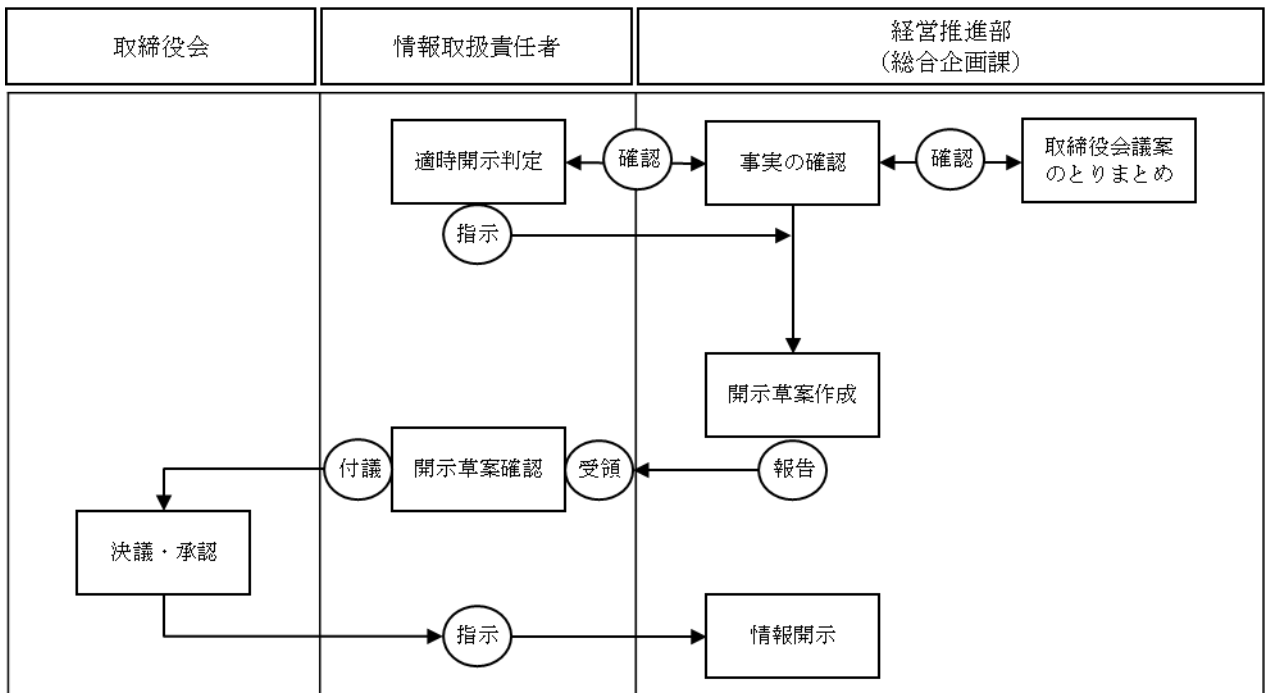 取締役会
情報取扱責任者
経営推進部
(総合企画課)
適時開示判定
確認
事実の確認
確認
取締役会議案
のとりまとめ
指示
開示草案作成
付議
開示草案確認
受領
報告
決議・承認
指示
情報開示